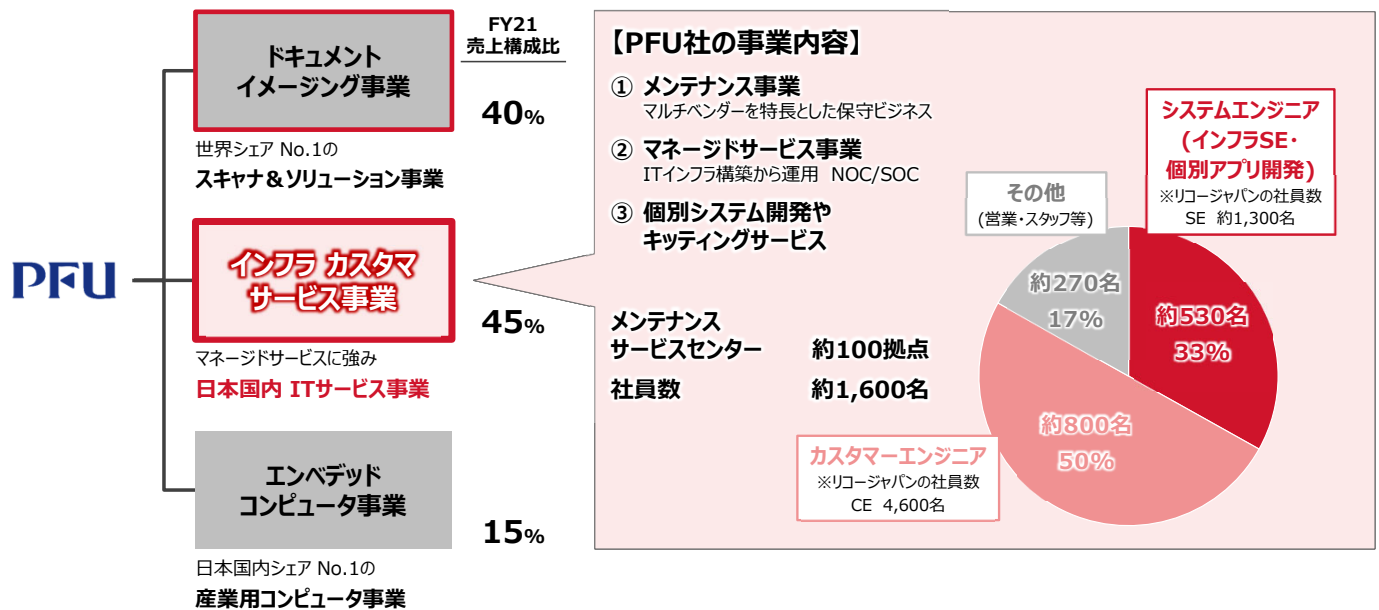 PFU
FY21
売上構成比
ドキュメント
イメージング事業
40%
世界シェア No.1の
スキャナ&ソリューション事業
インフラ カスタマ
サービス事業
45%
マネージドサービスに強み
日本国内 ITサービス事業
エンベデッド
コンピュータ事業
15%
日本国内シェア No.1の
産業用コンピュータ事業
【PFU社の事業内容】
① メンテナンス事業
マルチベンダーを特長とした保守ビジネス
② マネージドサービス事業
ITインフラ構築から運用 NOC/SOC
③ 個別システム開発や
キッティングサービス
メンテナンス
サービスセンター 約100拠点
社員数 約1,600名
システムエンジニア
(インフラSE・
個別アプリ開発)
※リコージャパンの社員数
SE 約1,300名
その他
(営業・スタッフ等)
約270名
17%
約530名
33%
約800名
50%
カスタマーエンジニア
※リコージャパンの社員数
CE 4,600名